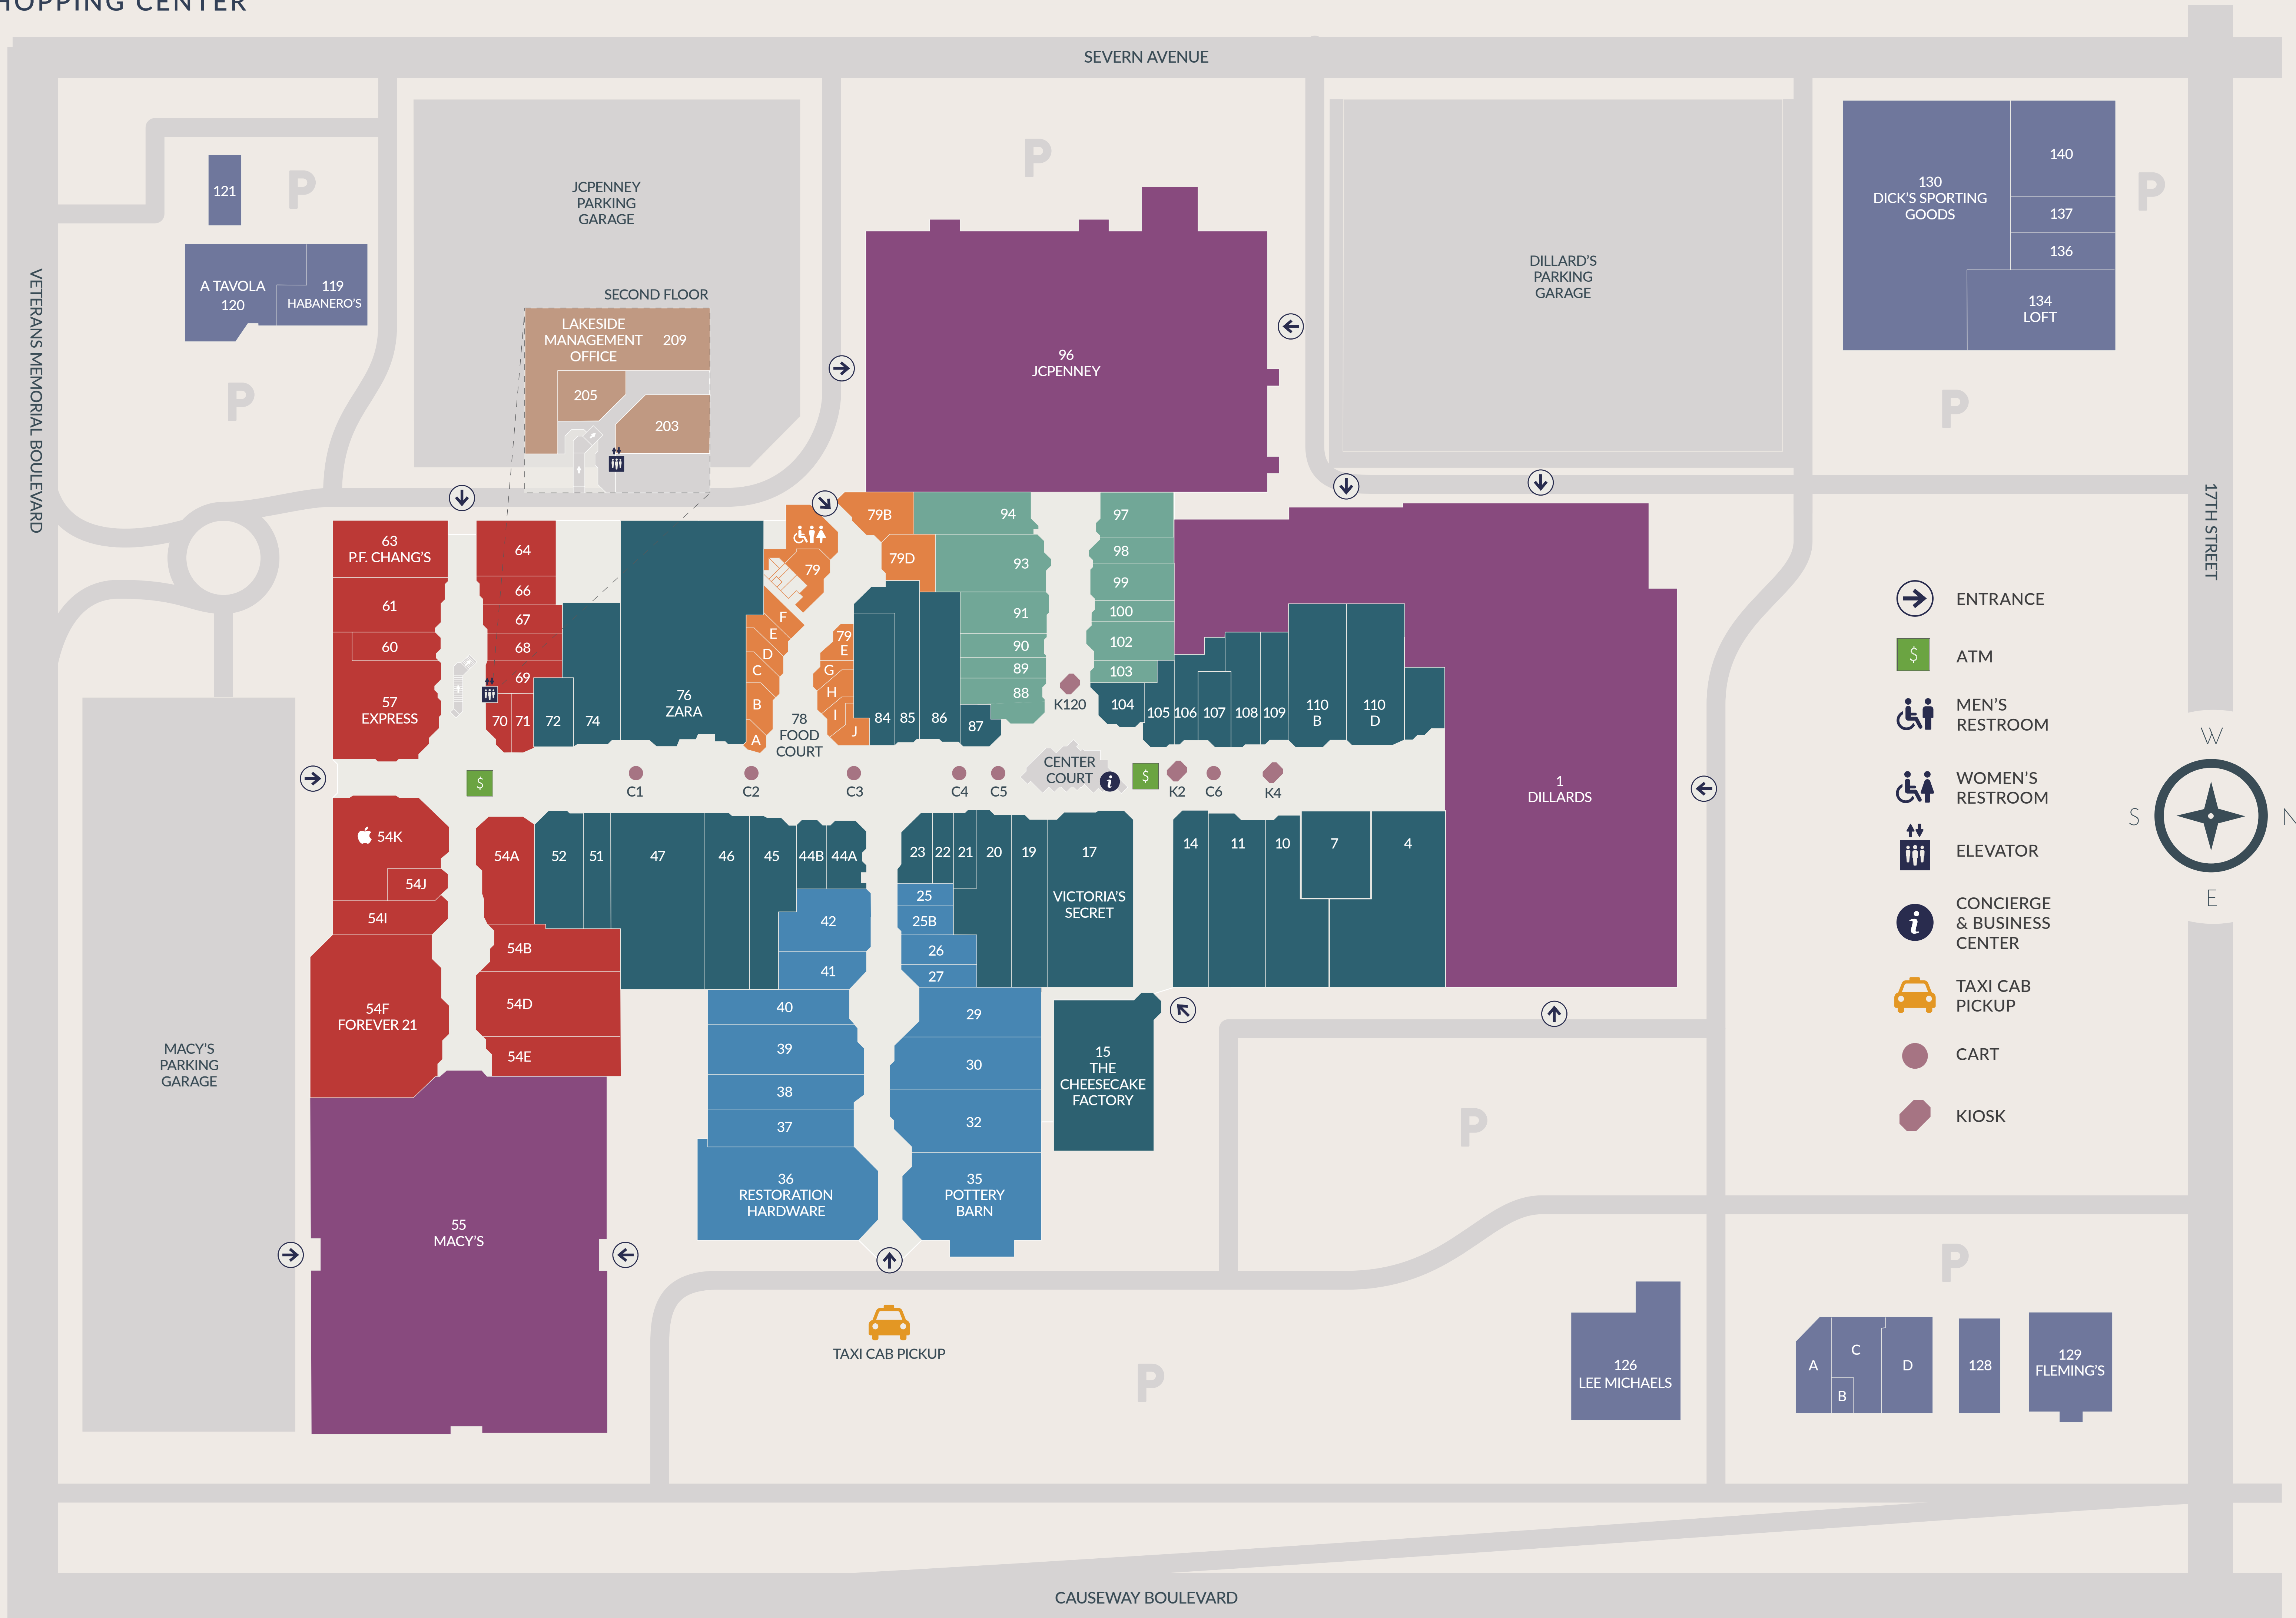 HOPPING CENTER
SEVERN AVENUE
VETERANS MEMORIAL BOULEVARD
17TH STREET
CAUSEWAY BOULEVARD
121
P
A TAVOLA
120
119
HABANERO'S
P
JCPENNEY
PARKING
GARAGE
SECOND FLOOR
LAKESIDE
MANAGEMENT
OFFICE
209
205
203
P
96
JCPENNEY
DILLARD'S
PARKING
GARAGE
130
DICK'S SPORTING
GOODS
140
137
136
134
LOFT
P
P
63
P.F. CHANG'S
61
60
57
EXPRESS
64
66
67
68
69
70
71
72
74
76
ZARA
79
F
E
D
C
B
A
78
FOOD
COURT
79B
79D
79
E
G
H
I
J
84
85
86
87
94
93
91
90
89
88
K120
97
98
99
100
102
103
104
105
106
107
108
109
110
B
110
D
1
DILLARDS
$
C1
C2
C3
C4
C5
CENTER
COURT
i
$
K2
C6
K4
54K
54J
54I
54F
FOREVER 21
54A
54B
54D
54E
52
51
47
46
45
44B
44A
42
41
40
39
38
37
36
RESTORATION
HARDWARE
23
22
21
20
19
17
VICTORIA'S
SECRET
25
25B
26
27
29
30
32
35
POTTERY
BARN
14
11
10
7
4
15
THE
CHEESECAKE
FACTORY
MACY'S
PARKING
GARAGE
55
MACY'S
TAXI CAB PICKUP
P
P
P
126
LEE MICHAELS
A
B
C
D
128
129
FLEMING'S
ENTRANCE
$
ATM
MEN'S
RESTROOM
WOMEN'S
RESTROOM
ELEVATOR
i
CONCIERGE
& BUSINESS
CENTER
TAXI CAB
PICKUP
CART
KIOSK
W
S
N
E